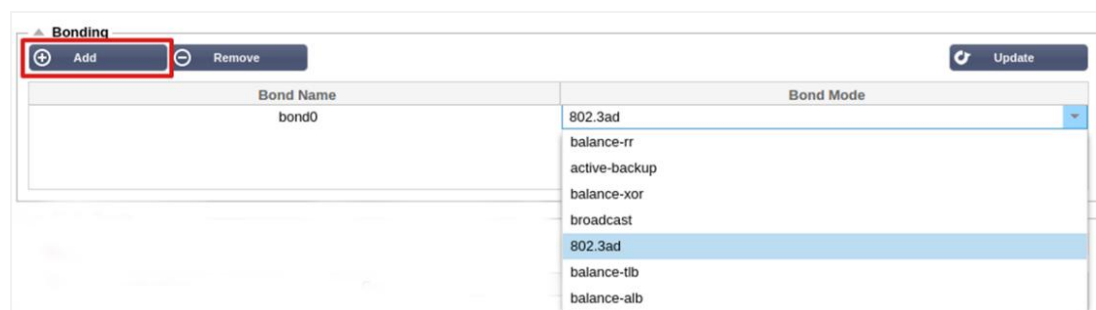 Bonding
Add Remove Update
Bond Name Bond Mode
bond0 802.3ad
balance-rr
active-backup
balance-xor
broadcast
802.3ad
balance-tlb
balance-alb